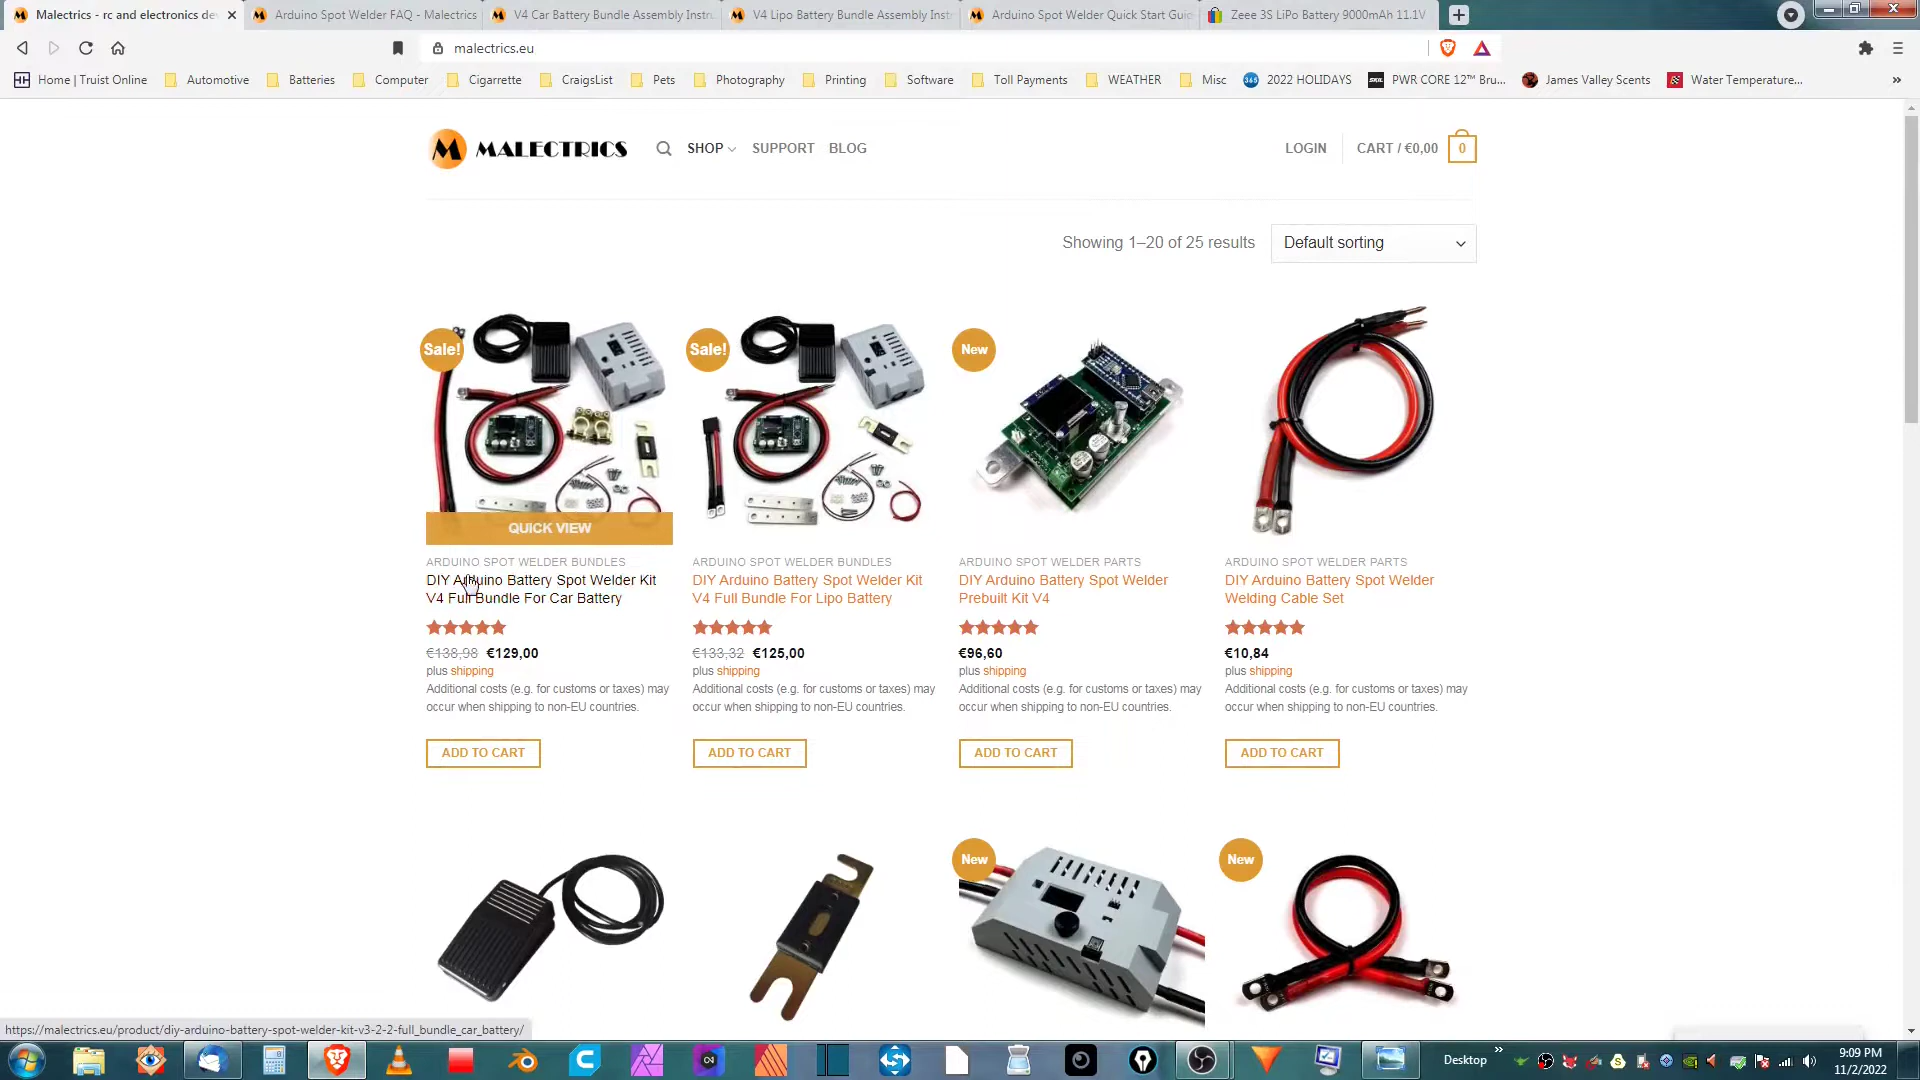 Malectrics - rc and electronics de
Arduino Spot Welder FAQ - Malectrics
V4 Car Battery Bundle Assembly Instru
V4 Lipo Battery Bundle Assembly Inst
Arduino Spot Welder Quick Start Guid
Zeee 3S LiPo Battery 9000mAh 11.1V
malectrics.eu
Home | Truist Online
Automotive
Batteries
Computer
Cigarrette
CraigsList
Pets
Photography
Printing
Software
Toll Payments
WEATHER
Misc
365
2022 HOLIDAYS
SKIL
PWR CORE 12™ Bru...
James Valley Scents
Water Temperature...
»
M MALECTRICS
SHOP
SUPPORT
BLOG
LOGIN
CART / €0,00
0
Showing 1–20 of 25 results
Default sorting
Sale!
Sale!
New
QUICK VIEW
ARDUINO SPOT WELDER BUNDLES
DIY Arduino Battery Spot Welder Kit
V4 Full Bundle For Car Battery
€138,98 €129,00
plus shipping
Additional costs (e.g. for customs or taxes) may
occur when shipping to non-EU countries.
ADD TO CART
ARDUINO SPOT WELDER BUNDLES
DIY Arduino Battery Spot Welder Kit
V4 Full Bundle For Lipo Battery
€133,32 €125,00
plus shipping
Additional costs (e.g. for customs or taxes) may
occur when shipping to non-EU countries.
ADD TO CART
ARDUINO SPOT WELDER PARTS
DIY Arduino Battery Spot Welder
Prebuilt Kit V4
€96,60
plus shipping
Additional costs (e.g. for customs or taxes) may
occur when shipping to non-EU countries.
ADD TO CART
ARDUINO SPOT WELDER PARTS
DIY Arduino Battery Spot Welder
Welding Cable Set
€10,84
plus shipping
Additional costs (e.g. for customs or taxes) may
occur when shipping to non-EU countries.
ADD TO CART
New
New
https://malectrics.eu/product/diy-arduino-battery-spot-welder-kit-v3-2-2-full_bundle_car_battery/
Desktop
»
9:09 PM
11/2/2022